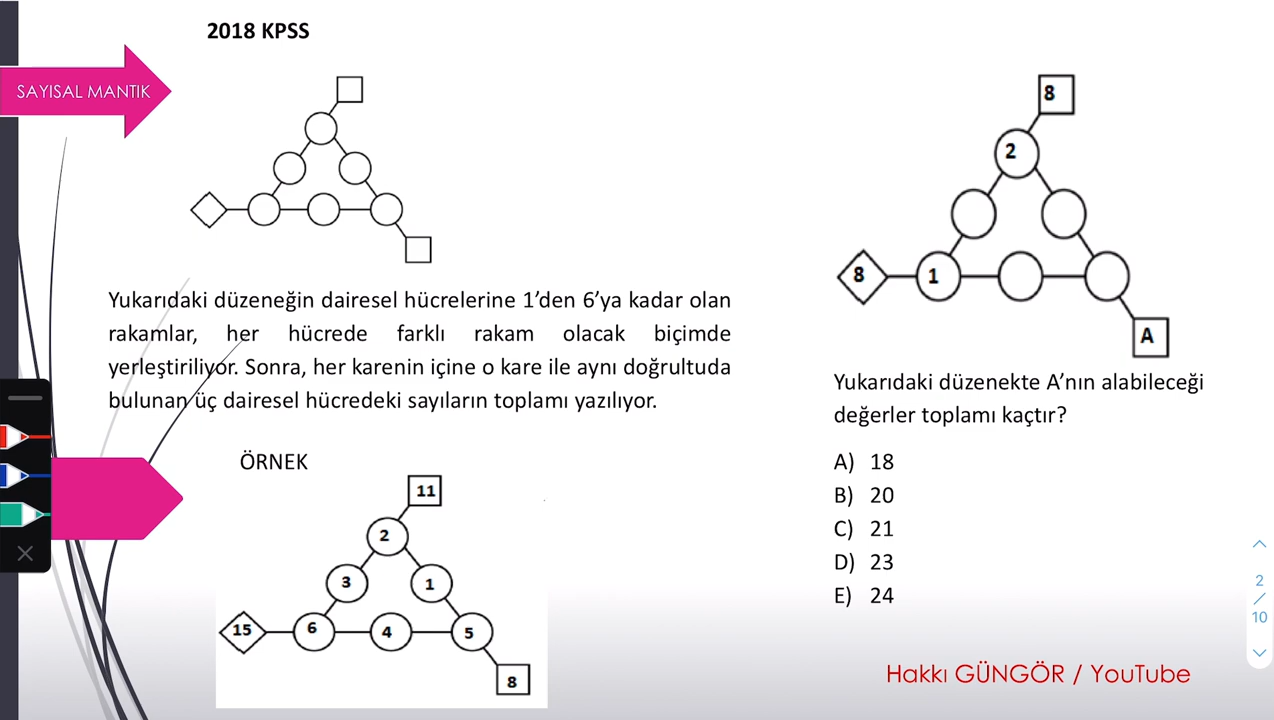 2018 KPSS
SAYISAL MANTIK
Yukarıdaki düzeneğin dairesel hücrelerine 1’den 6’ya kadar olan
rakamlar, her hücrede farklı rakam olacak biçimde
yerleştiriliyor. Sonra, her karenin içine o kare ile aynı doğrultuda
bulunan üç dairesel hücredeki sayıların toplamı yazılıyor.
ÖRNEK
11
2
3 1
15 6 4 5
8
8
2
8 1
A
Yukarıdaki düzenekte A’nın alabileceği
değerler toplamı kaçtır?
A) 18
B) 20
C) 21
D) 23
E) 24
2
10
Hakkı GÜNGÖR / YouTube